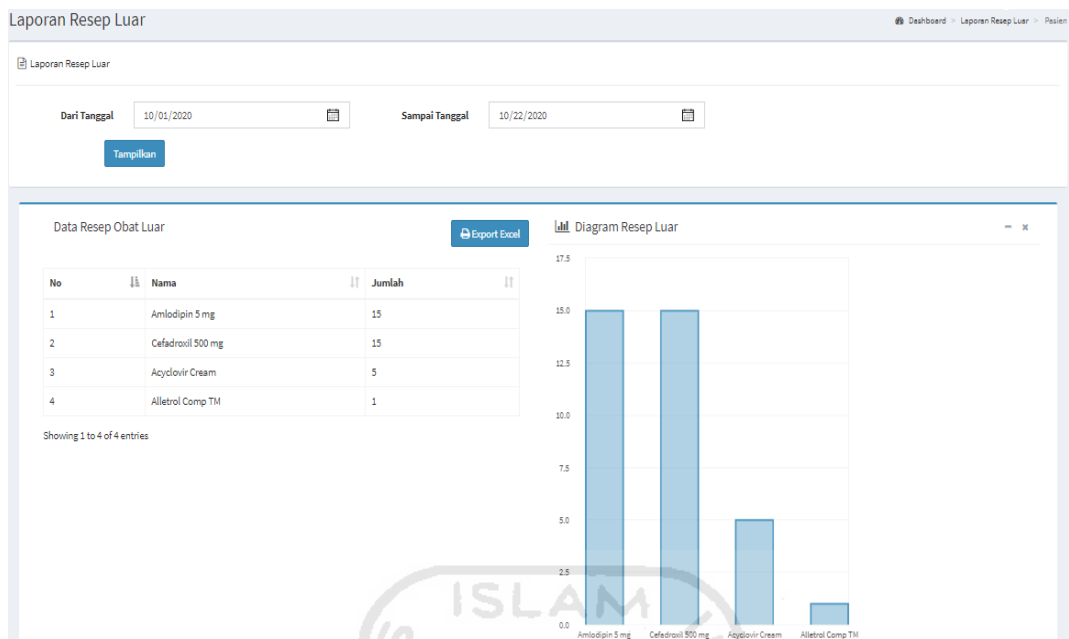 Laporan Resep Luar
Dashboard > Laporan Resep Luar > Pasien
Laporan Resep Luar
Dari Tanggal 10/01/2020 Sampai Tanggal 10/22/2020
Tampilkan
Data Resep Obat Luar
Export Excel
No Nama Jumlah
1 Amlodipin 5 mg 15
2 Cefadroxil 500 mg 15
3 Acyclovir Cream 5
4 Alletrol Comp TM 1
Showing 1 to 4 of 4 entries
Diagram Resep Luar
17.5
15.0
12.5
10.0
7.5
5.0
2.5
0.0
Amlodipin 5 mg Cefadroxil 500 mg Acyclovir Cream Alletrol Comp TM
ISLAM